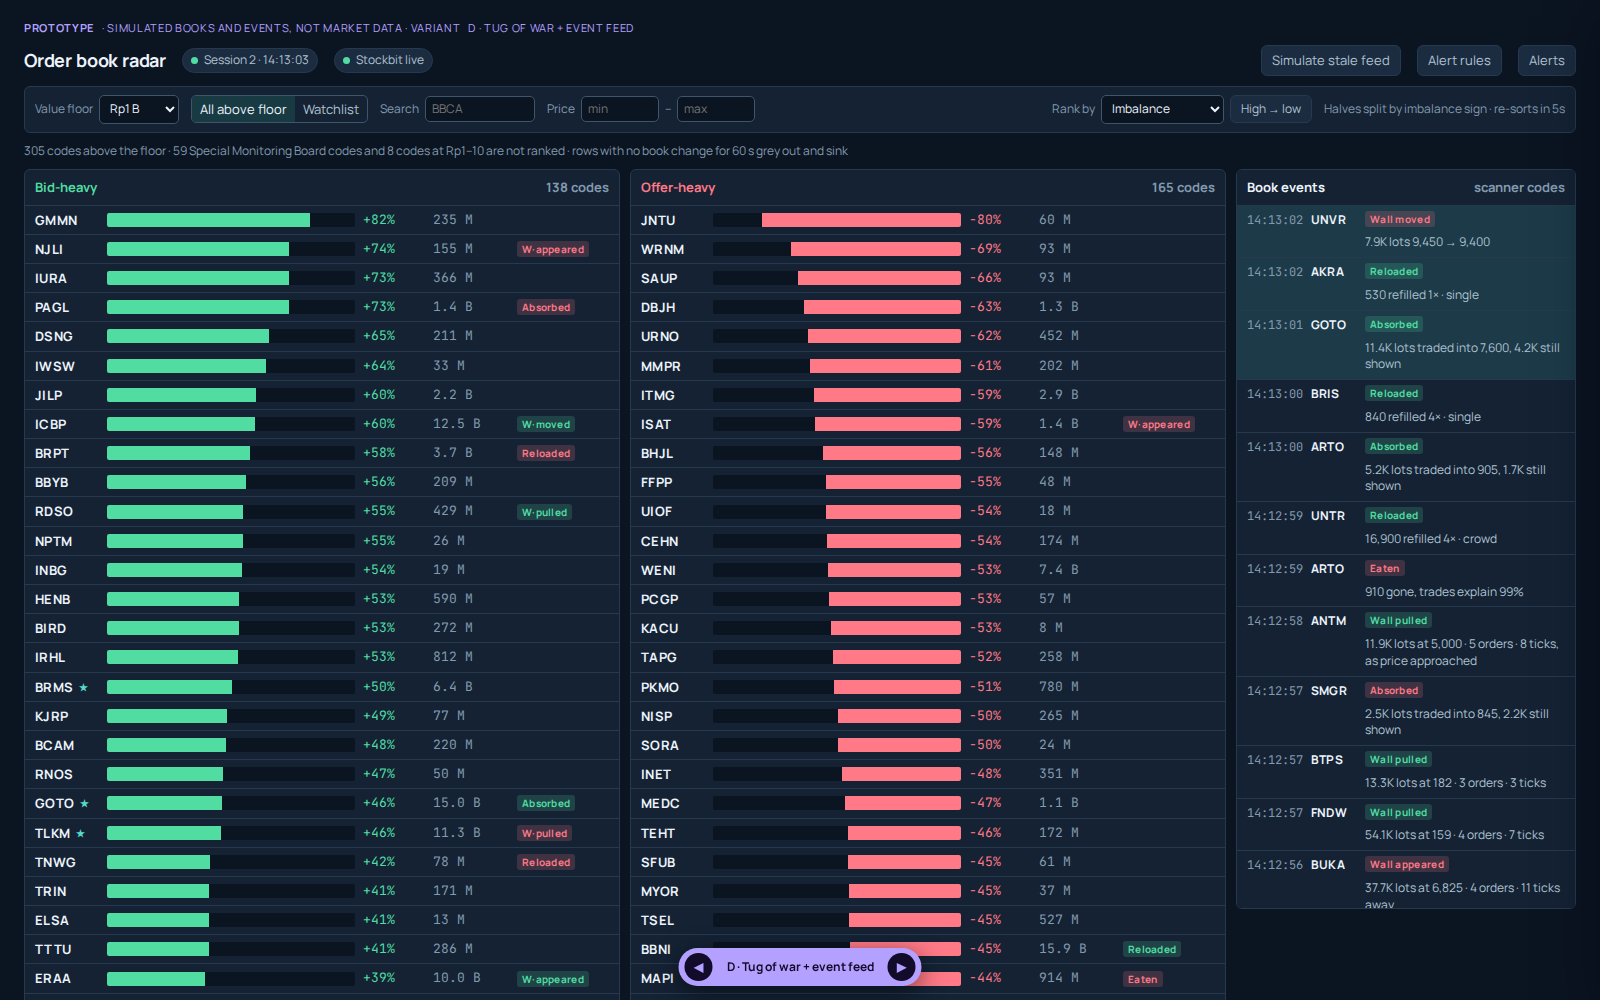 PROTOTYPE · SIMULATED BOOKS AND EVENTS, NOT MARKET DATA · VARIANT D · TUG OF WAR + EVENT FEED
Order book radar
Session 2 · 14:13:03
Stockbit live
Simulate stale feed
Alert rules
Alerts
Value floor Rp1 B All above floor Watchlist Search BBCA Price min – max
Rank by Imbalance High → low Halves split by imbalance sign · re-sorts in 5s
305 codes above the floor · 59 Special Monitoring Board codes and 8 codes at Rp1–10 are not ranked · rows with no book change for 60 s grey out and sink
Bid-heavy 138 codes
GMMN +82% 235 M
NJLI +74% 155 M W·appeared
IURA +73% 366 M
PAGL +73% 1.4 B Absorbed
DSNG +65% 211 M
IWSW +64% 33 M
JILP +60% 2.2 B
ICBP +60% 12.5 B W·moved
BRPT +58% 3.7 B Reloaded
BBYB +56% 209 M
RDSO +55% 429 M W·pulled
NPTM +55% 26 M
INBG +54% 19 M
HENB +53% 590 M
BIRD +53% 272 M
IRHL +53% 812 M
BRMS ★ +50% 6.4 B
KJRP +49% 77 M
BCAM +48% 220 M
RNOS +47% 50 M
GOTO ★ +46% 15.0 B Absorbed
TLKM ★ +46% 11.3 B W·pulled
TNWG +42% 78 M Reloaded
TRIN +41% 171 M
ELSA +41% 13 M
TTTU +41% 286 M
ERAA +39% 10.0 B W·appeared
Offer-heavy 165 codes
JNTU -80% 60 M
WRNM -69% 93 M
SAUP -66% 93 M
DBJH -63% 1.3 B
URNO -62% 452 M
MMPR -61% 202 M
ITMG -59% 2.9 B
ISAT -59% 1.4 B W·appeared
BHJL -56% 148 M
FFPP -55% 48 M
UIOF -54% 18 M
CEHN -54% 174 M
WENI -53% 7.4 B
PCGP -53% 57 M
KACU -53% 8 M
TAPG -52% 258 M
PKMO -51% 780 M
NISP -50% 265 M
SORA -50% 24 M
INET -48% 351 M
MEDC -47% 1.1 B
TEHT -46% 172 M
SFUB -45% 61 M
MYOR -45% 37 M
TSEL -45% 527 M
BBNI -45% 15.9 B Reloaded
MAPI -44% 914 M Eaten
Book events scanner codes
14:13:02 UNVR Wall moved
7.9K lots 9,450 → 9,400
14:13:02 AKRA Reloaded
530 refilled 1× · single
14:13:01 GOTO Absorbed
11.4K lots traded into 7,600, 4.2K still
shown
14:13:00 BRIS Reloaded
840 refilled 4× · single
14:13:00 ARTO Absorbed
5.2K lots traded into 905, 1.7K still
shown
14:12:59 UNTR Reloaded
16,900 refilled 4× · crowd
14:12:59 ARTO Eaten
910 gone, trades explain 99%
14:12:58 ANTM Wall pulled
11.9K lots at 5,000 · 5 orders · 8 ticks,
as price approached
14:12:57 SMGR Absorbed
2.5K lots traded into 845, 2.2K still
shown
14:12:57 BTPS Wall pulled
13.3K lots at 182 · 3 orders · 3 ticks
14:12:57 FNDW Wall pulled
54.1K lots at 159 · 4 orders · 7 ticks
14:12:56 BUKA Wall appeared
37.7K lots at 6,825 · 4 orders · 11 ticks
away
◀ D · Tug of war + event feed ▶